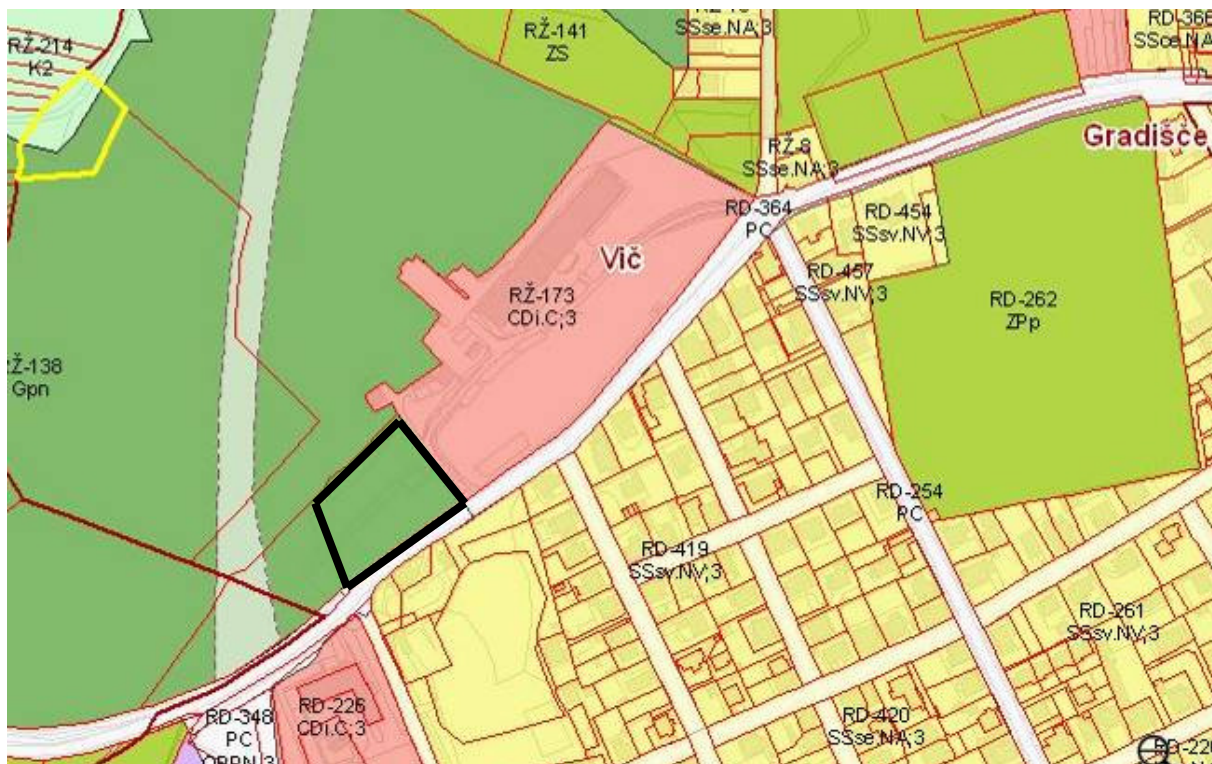 RŽ-214
K2
RŽ-141
ZS
SSse.NA;3
RD-366
Gradišče
RŽ-8
SSse.NA;3
RD-364
PC
RD-454
SSsv.NV;3
Vič
RD-457
SSsv.NV;3
RŽ-173
CDi.C;3
RD-262
ZPp
Ž-138
Gpn
RD-254
PC
RD-419
SSsv.NV;3
RD-261
SSsv.NV;3
RD-348
PC
RD-226
CDi.C;3
RD-420
SSse.NA;3